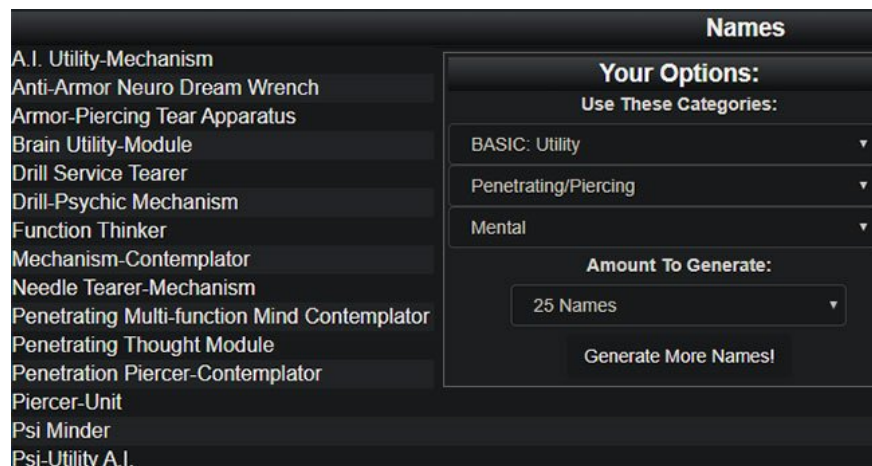 Names
A.I. Utility-Mechanism
Anti-Armor Neuro Dream Wrench
Armor-Piercing Tear Apparatus
Brain Utility-Module
Drill Service Tearer
Drill-Psychic Mechanism
Function Thinker
Mechanism-Contemplator
Needle Tearer-Mechanism
Penetrating Multi-function Mind Contemplator
Penetrating Thought Module
Penetration Piercer-Contemplator
Piercer-Unit
Psi Minder
Psi-Utility A.I.
Your Options:
Use These Categories:
BASIC: Utility
Penetrating/Piercing
Mental
Amount To Generate:
25 Names
Generate More Names!